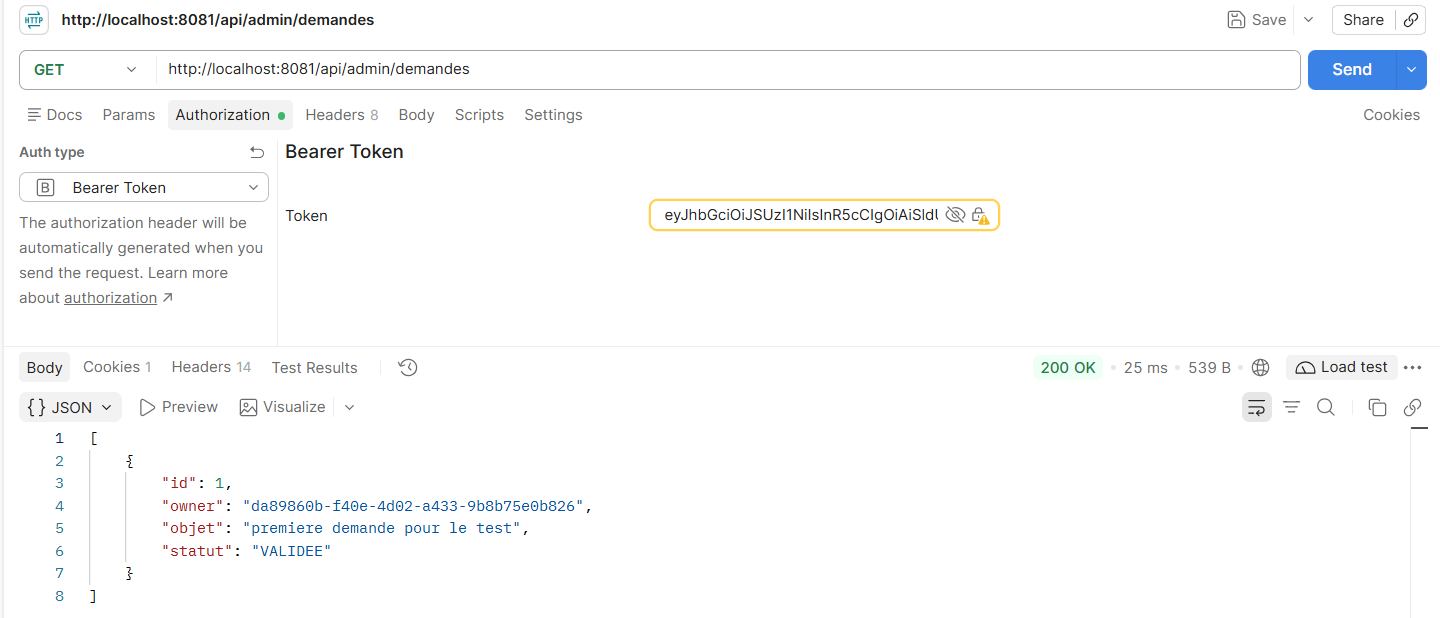 HTTP http://localhost:8081/api/admin/demandes Save Share
GET http://localhost:8081/api/admin/demandes Send
Docs Params Authorization Headers 8 Body Scripts Settings Cookies
Auth type
B Bearer Token
The authorization header will be
automatically generated when you
send the request. Learn more
about authorization ↗
Bearer Token
Token eyJhbGciOiJSUzI1NiIsInR5cCIgOiAiSldU
Body Cookies 1 Headers 14 Test Results 200 OK • 25 ms • 539 B • Load test
{} JSON Preview Visualize
1 [
2 {
3 "id": 1,
4 "owner": "da89860b-f40e-4d02-a433-9b8b75e0b826",
5 "objet": "premiere demande pour le test",
6 "statut": "VALIDEE"
7 }
8 ]